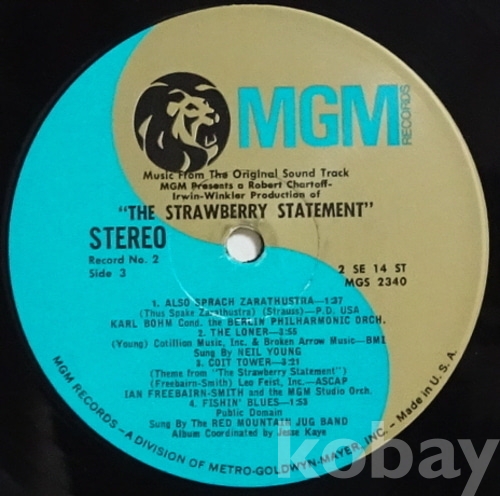 MGM
RECORDS
Music From The Original Sound Track
MGM Presents a Robert Chartoff-
Irwin-Winkler Production of
"THE STRAWBERRY STATEMENT"
STEREO
Record No. 2
Side 3
2 SE 14 ST
MGS 2340
1. ALSO SPRACH ZARATHUSTRA—1:37
(Thus Spake Zarathustra) (Strauss)—P.D. USA
KARL BOHM Cond. the BERLIN PHILHARMONIC ORCH.
2. THE LONER—3:55
(Young) Cotillion Music, Inc. & Broken Arrow Music—BMI
Sung By NEIL YOUNG
3. COIT TOWER—3:21
(Theme from "The Strawberry Statement")
(Freebairn-Smith) Leo Feist, Inc.—ASCAP
IAN FREEBAIRN-SMITH and the MGM Studio Orch.
4. FISHIN' BLUES—1:53
Public Domain
Sung By The RED MOUNTAIN JUG BAND
Album Coordinated by Jesse Kaye
MGM RECORDS—A DIVISION OF METRO-GOLDWYN-MAYER, INC.—Made in U.S.A.
kobay